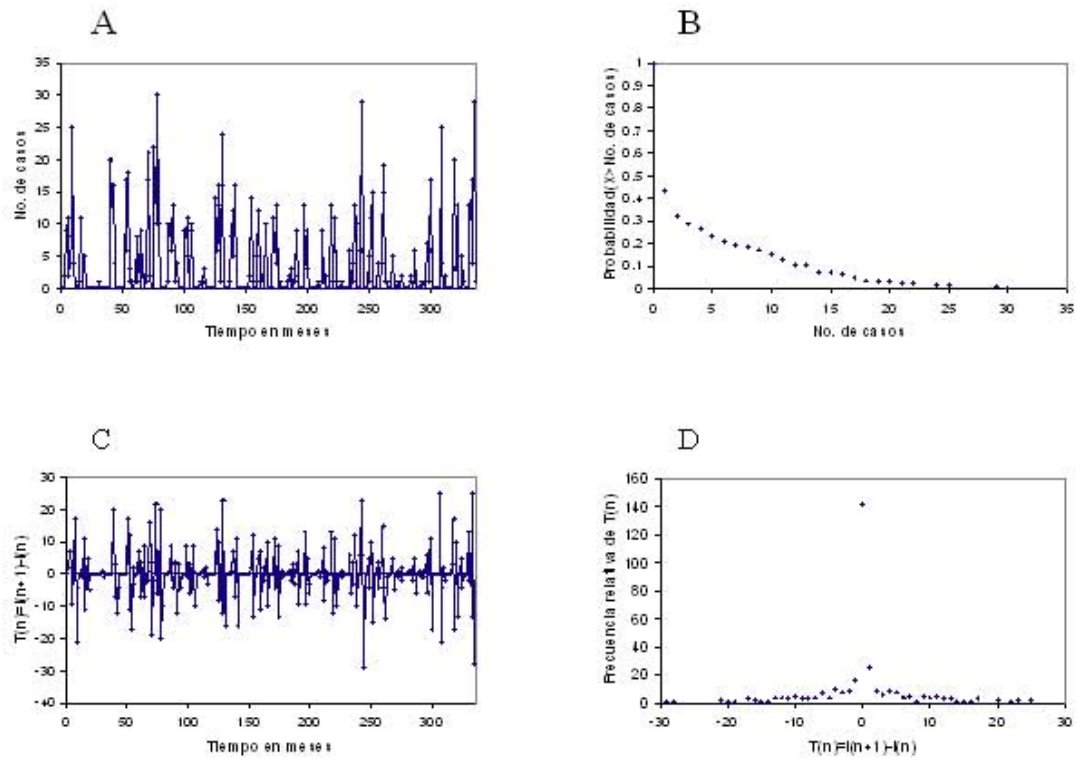 A
35
30
25
20
15
10
5
0
No. de casos
0 50 100 150 200 250 300
Tiempo en meses
B
1
0.9
0.8
0.7
0.6
0.5
0.4
0.3
0.2
0.1
0
Probabilidad(X>No. de casos)
0 5 10 15 20 25 30 35
No. de casos
C
30
20
10
0
-10
-20
-30
-40
T(n)=I(n+1)-I(n)
0 50 100 150 200 250 300
Tiempo en meses
D
160
140
120
100
80
60
40
20
0
Frecuencia relativa de T(n)
-30 -20 -10 0 10 20 30
T(n)=I(n+1)-I(n)